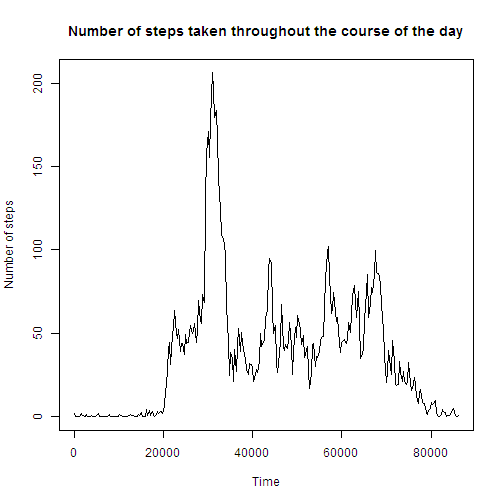 Number of steps taken throughout the course of the day
Number of steps
200
150
100
50
0
0 20000 40000 60000 80000
Time